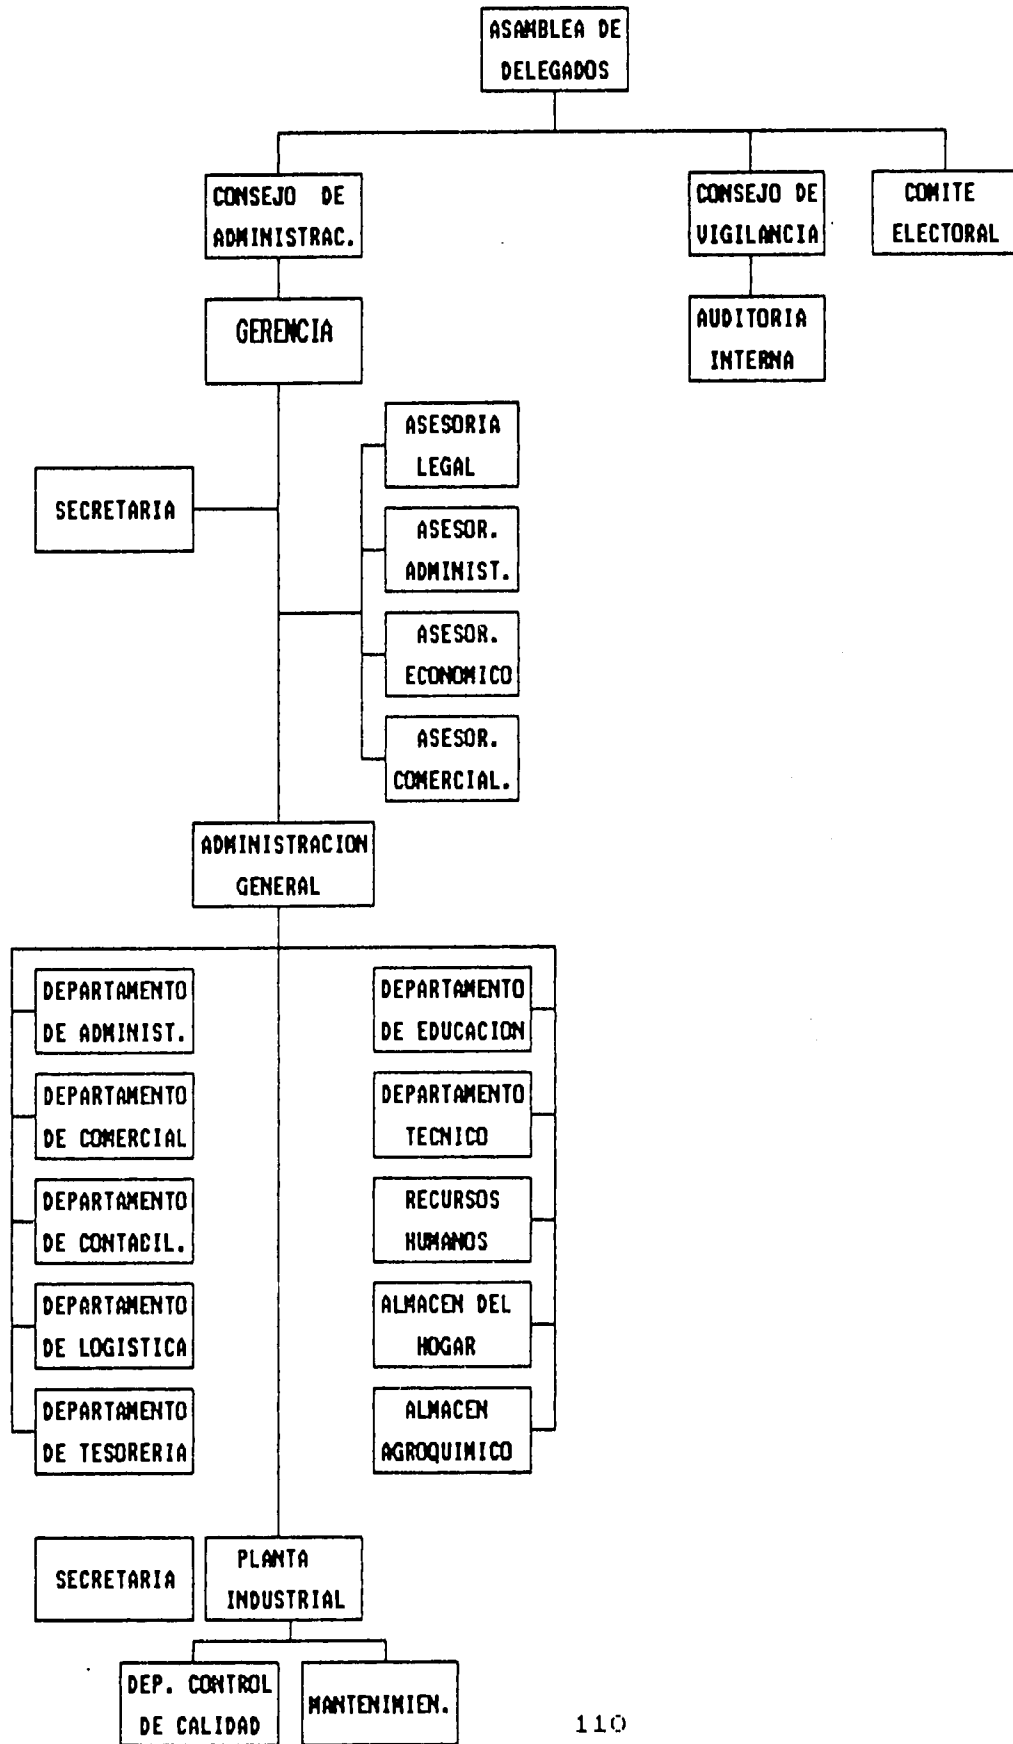 ASAMBLEA DE
DELEGADOS
CONSEJO DE
ADMINISTRAC.
CONSEJO DE
VIGILANCIA
COMITE
ELECTORAL
GERENCIA
AUDITORIA
INTERNA
ASESORIA
LEGAL
SECRETARIA
ASESOR.
ADMINIST.
ASESOR.
ECONOMICO
ASESOR.
COMERCIAL.
ADMINISTRACION
GENERAL
DEPARTAMENTO
DE ADMINIST.
DEPARTAMENTO
DE EDUCACION
DEPARTAMENTO
DE COMERCIAL
DEPARTAMENTO
TECNICO
DEPARTAMENTO
DE CONTABIL.
RECURSOS
HUMANOS
DEPARTAMENTO
DE LOGISTICA
ALMACEN DEL
HOGAR
DEPARTAMENTO
DE TESORERIA
ALMACEN
AGROQUIMICO
SECRETARIA
PLANTA
INDUSTRIAL
DEP. CONTROL
DE CALIDAD
MANTENIMIEN.
110